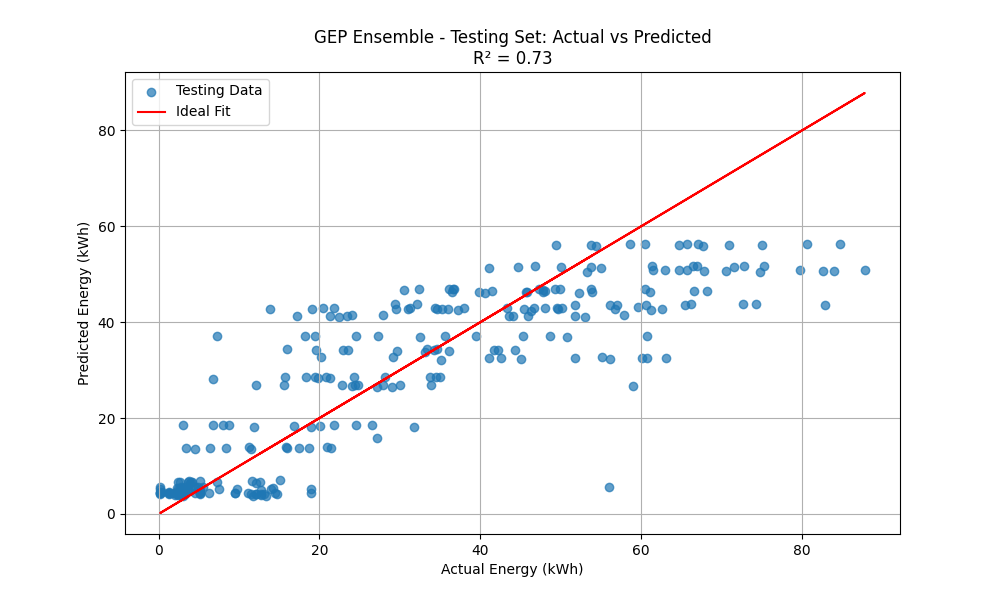 GEP Ensemble - Testing Set: Actual vs Predicted
R² = 0.73
Testing Data
Ideal Fit
80
60
40
20
0
Predicted Energy (kWh)
0 20 40 60 80
Actual Energy (kWh)